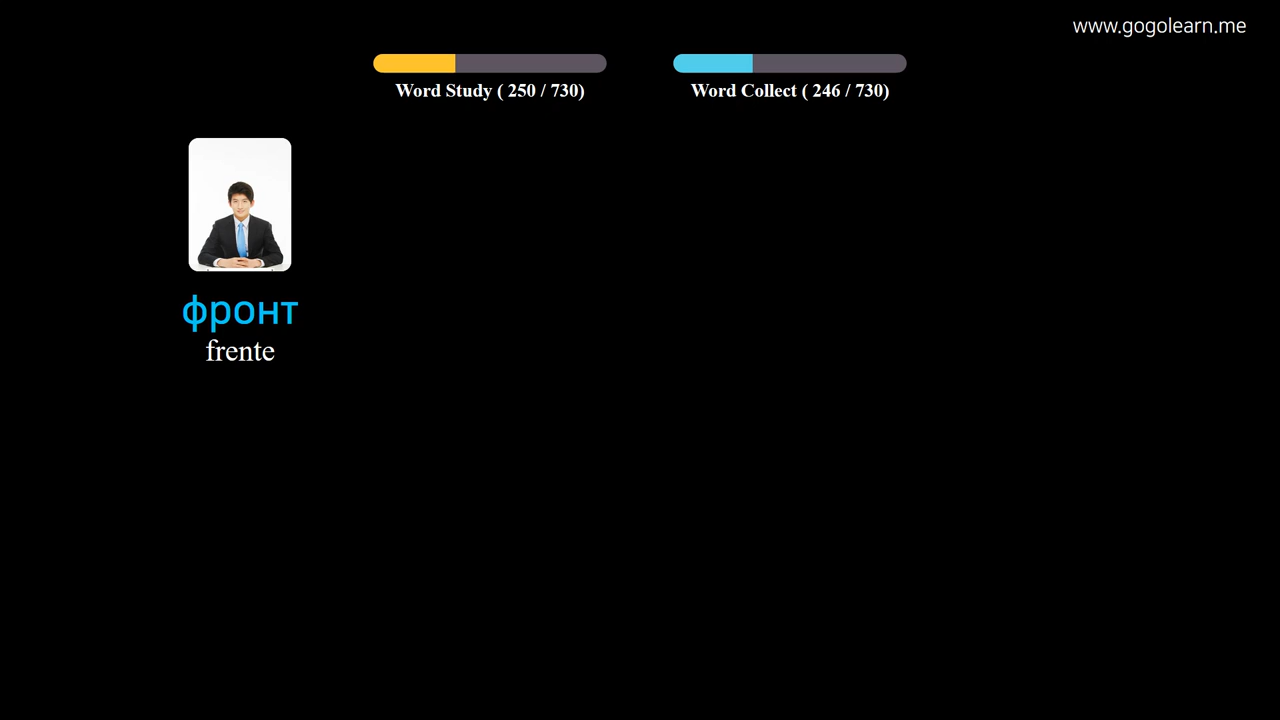 www.gogolearn.me
Word Study ( 250 / 730)
Word Collect ( 246 / 730)
фронт
frente